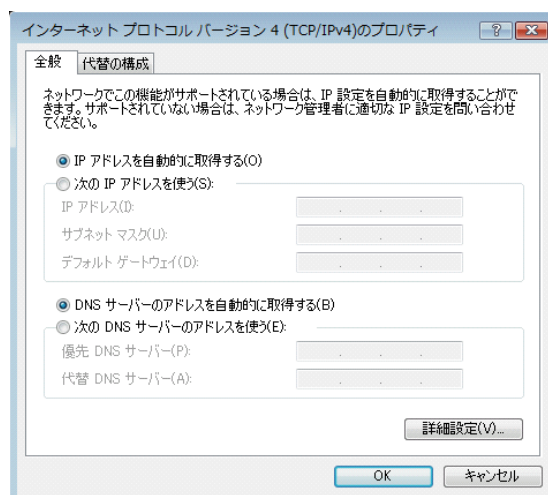 インターネット プロトコル バージョン 4 (TCP/IPv4)のプロパティ
全般
代替の構成
ネットワークでこの機能がサポートされている場合は、IP 設定を自動的に取得することがで
きます。サポートされていない場合は、ネットワーク管理者に適切な IP 設定を問い合わせ
てください。
IP アドレスを自動的に取得する(O)
次の IP アドレスを使う(S):
IP アドレス(I):
サブネット マスク(U):
デフォルト ゲートウェイ(D):
DNS サーバーのアドレスを自動的に取得する(B)
次の DNS サーバーのアドレスを使う(E):
優先 DNS サーバー(P):
代替 DNS サーバー(A):
詳細設定(V)...
OK
キャンセル